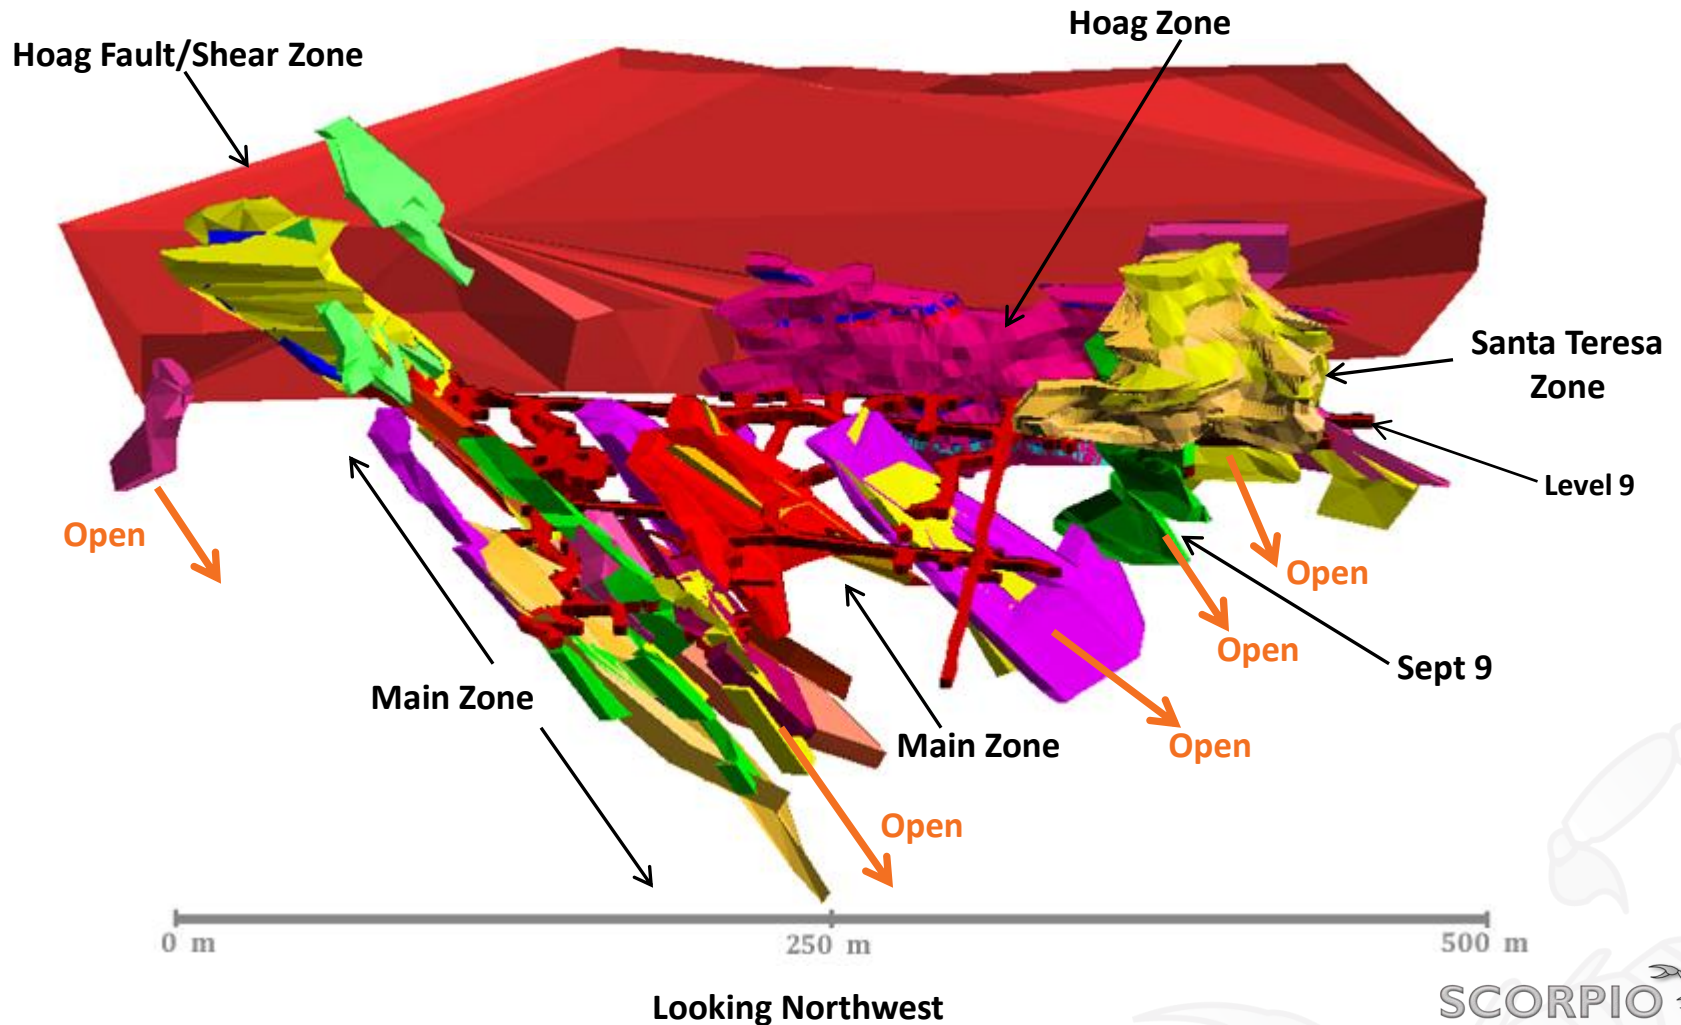 Hoag Zone
Hoag Fault/Shear Zone
Santa Teresa
Zone
Level 9
Open
Open
Open
Sept 9
Main Zone
Main Zone
Open
Open
0 m
250 m
500 m
Looking Northwest
SCORPIO